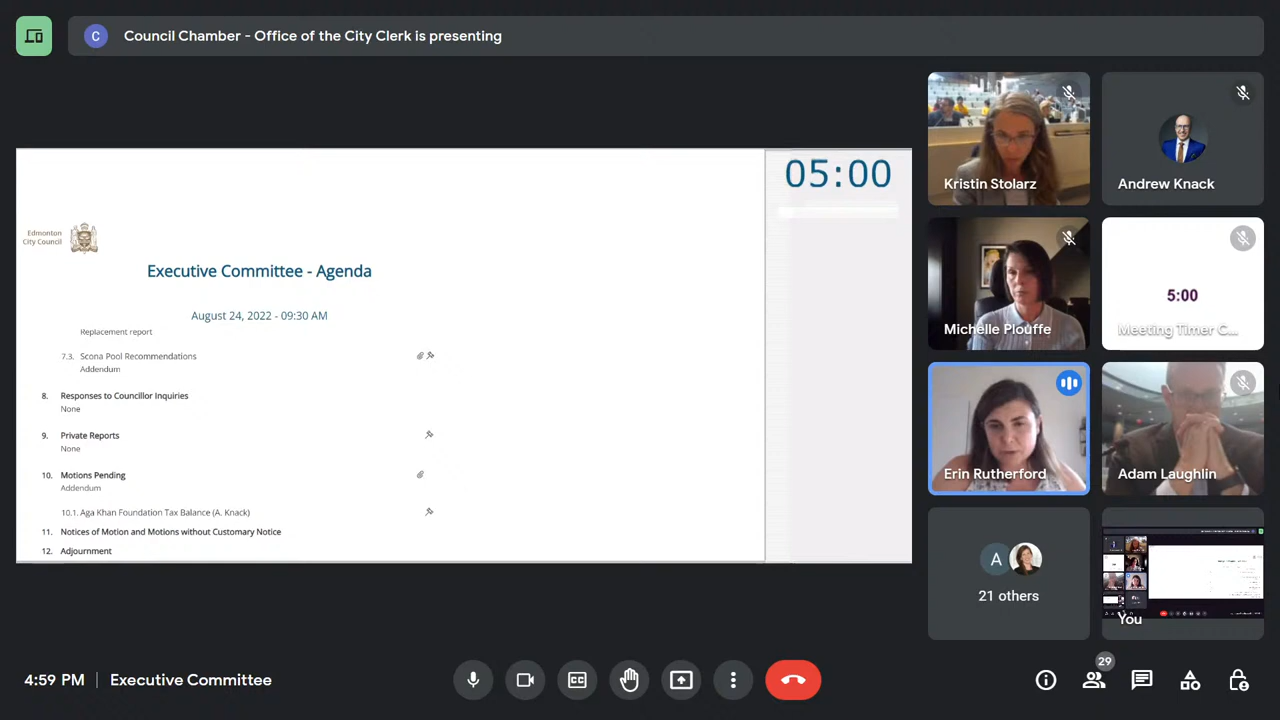 C
Council Chamber - Office of the City Clerk is presenting
Edmonton
City Council
Executive Committee - Agenda
August 24, 2022 - 09:30 AM
Replacement report
7.3. Scona Pool Recommendations
Addendum
8. Responses to Councillor Inquiries
None
9. Private Reports
None
10. Motions Pending
Addendum
10.1. Aga Khan Foundation Tax Balance (A. Knack)
11. Notices of Motion and Motions without Customary Notice
12. Adjournment
05:00
Kristin Stolarz
Andrew Knack
Michelle Plouffe
5:00
Meeting Timer C...
Erin Rutherford
Adam Laughlin
A
21 others
You
4:59 PM
Executive Committee
CC
29